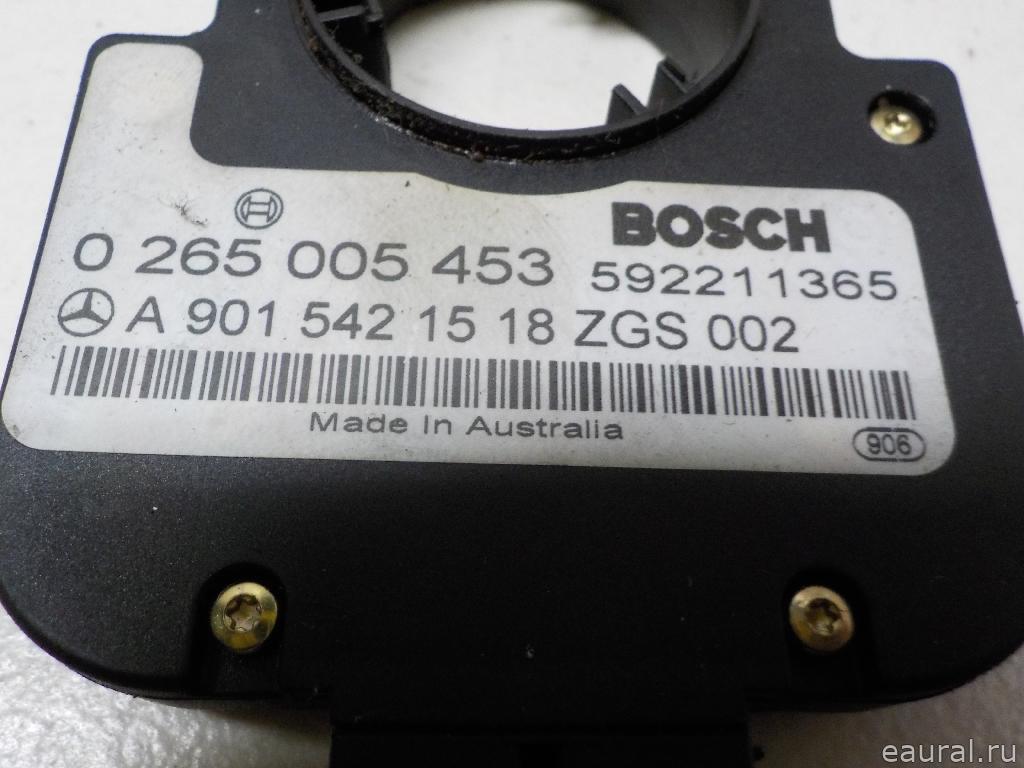 BOSCH
0 265 005 453 592211365
A 901 542 15 18 ZGS 002
Made In Australia
906
eaural.ru